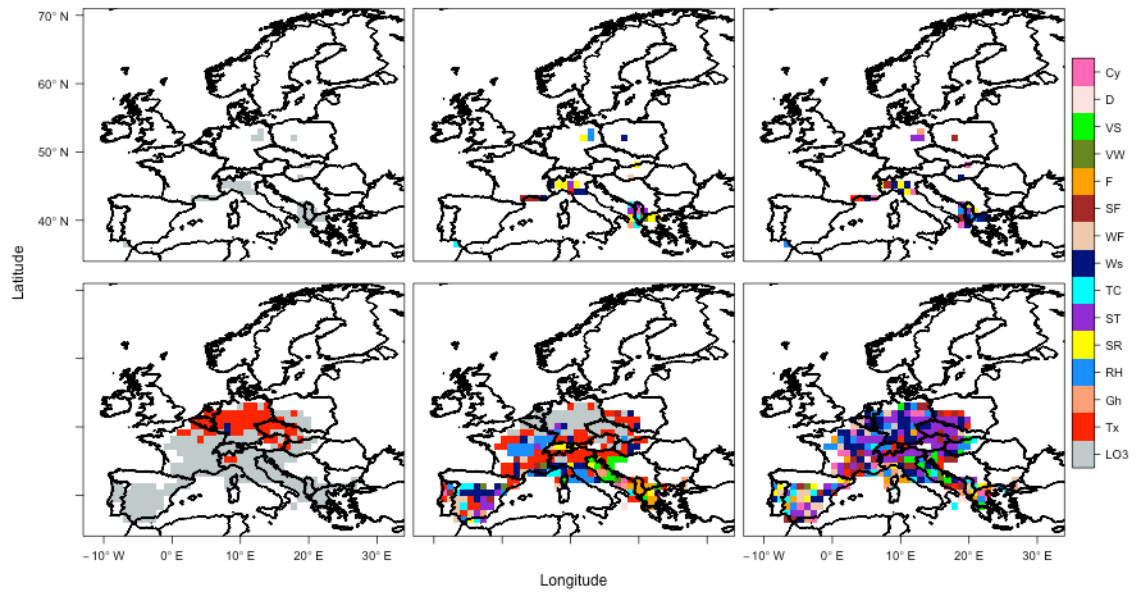 70° N
60° N
50° N
40° N
Latitude
−10° W
0° E
10° E
20° E
30° E
−10° W
0° E
10° E
20° E
30° E
Longitude
Cy
D
VS
VW
F
SF
WF
Ws
TC
ST
SR
RH
Gh
Tx
LO3